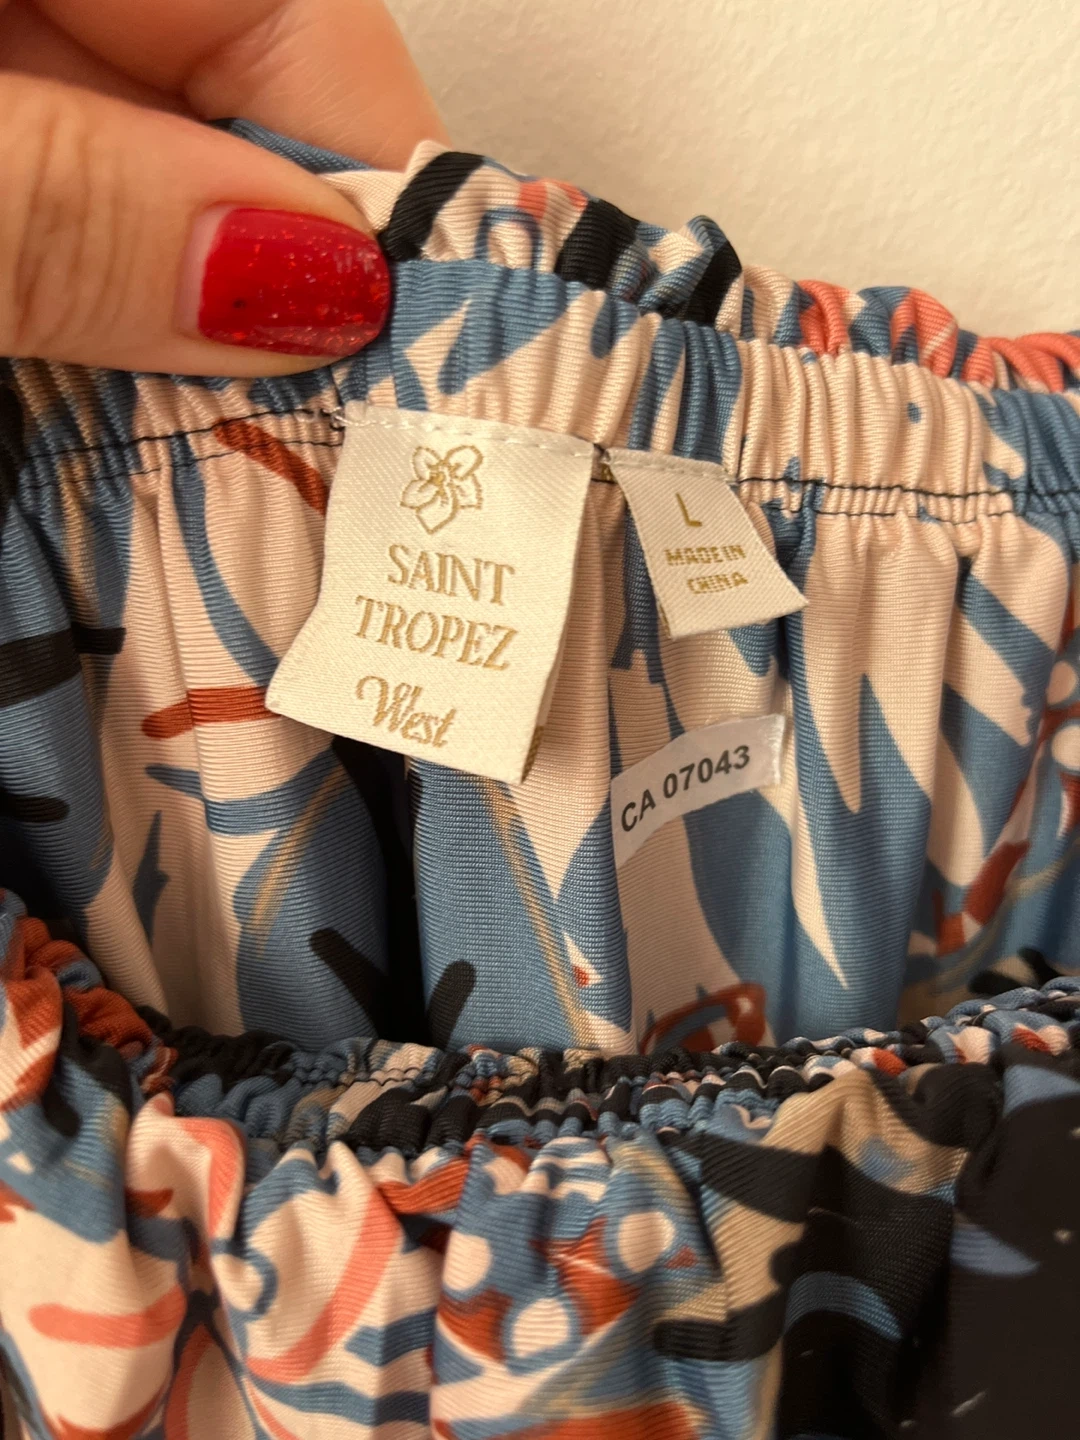 SAINT
TROPEZ
West
L
MADE IN
CHINA
CA 07043